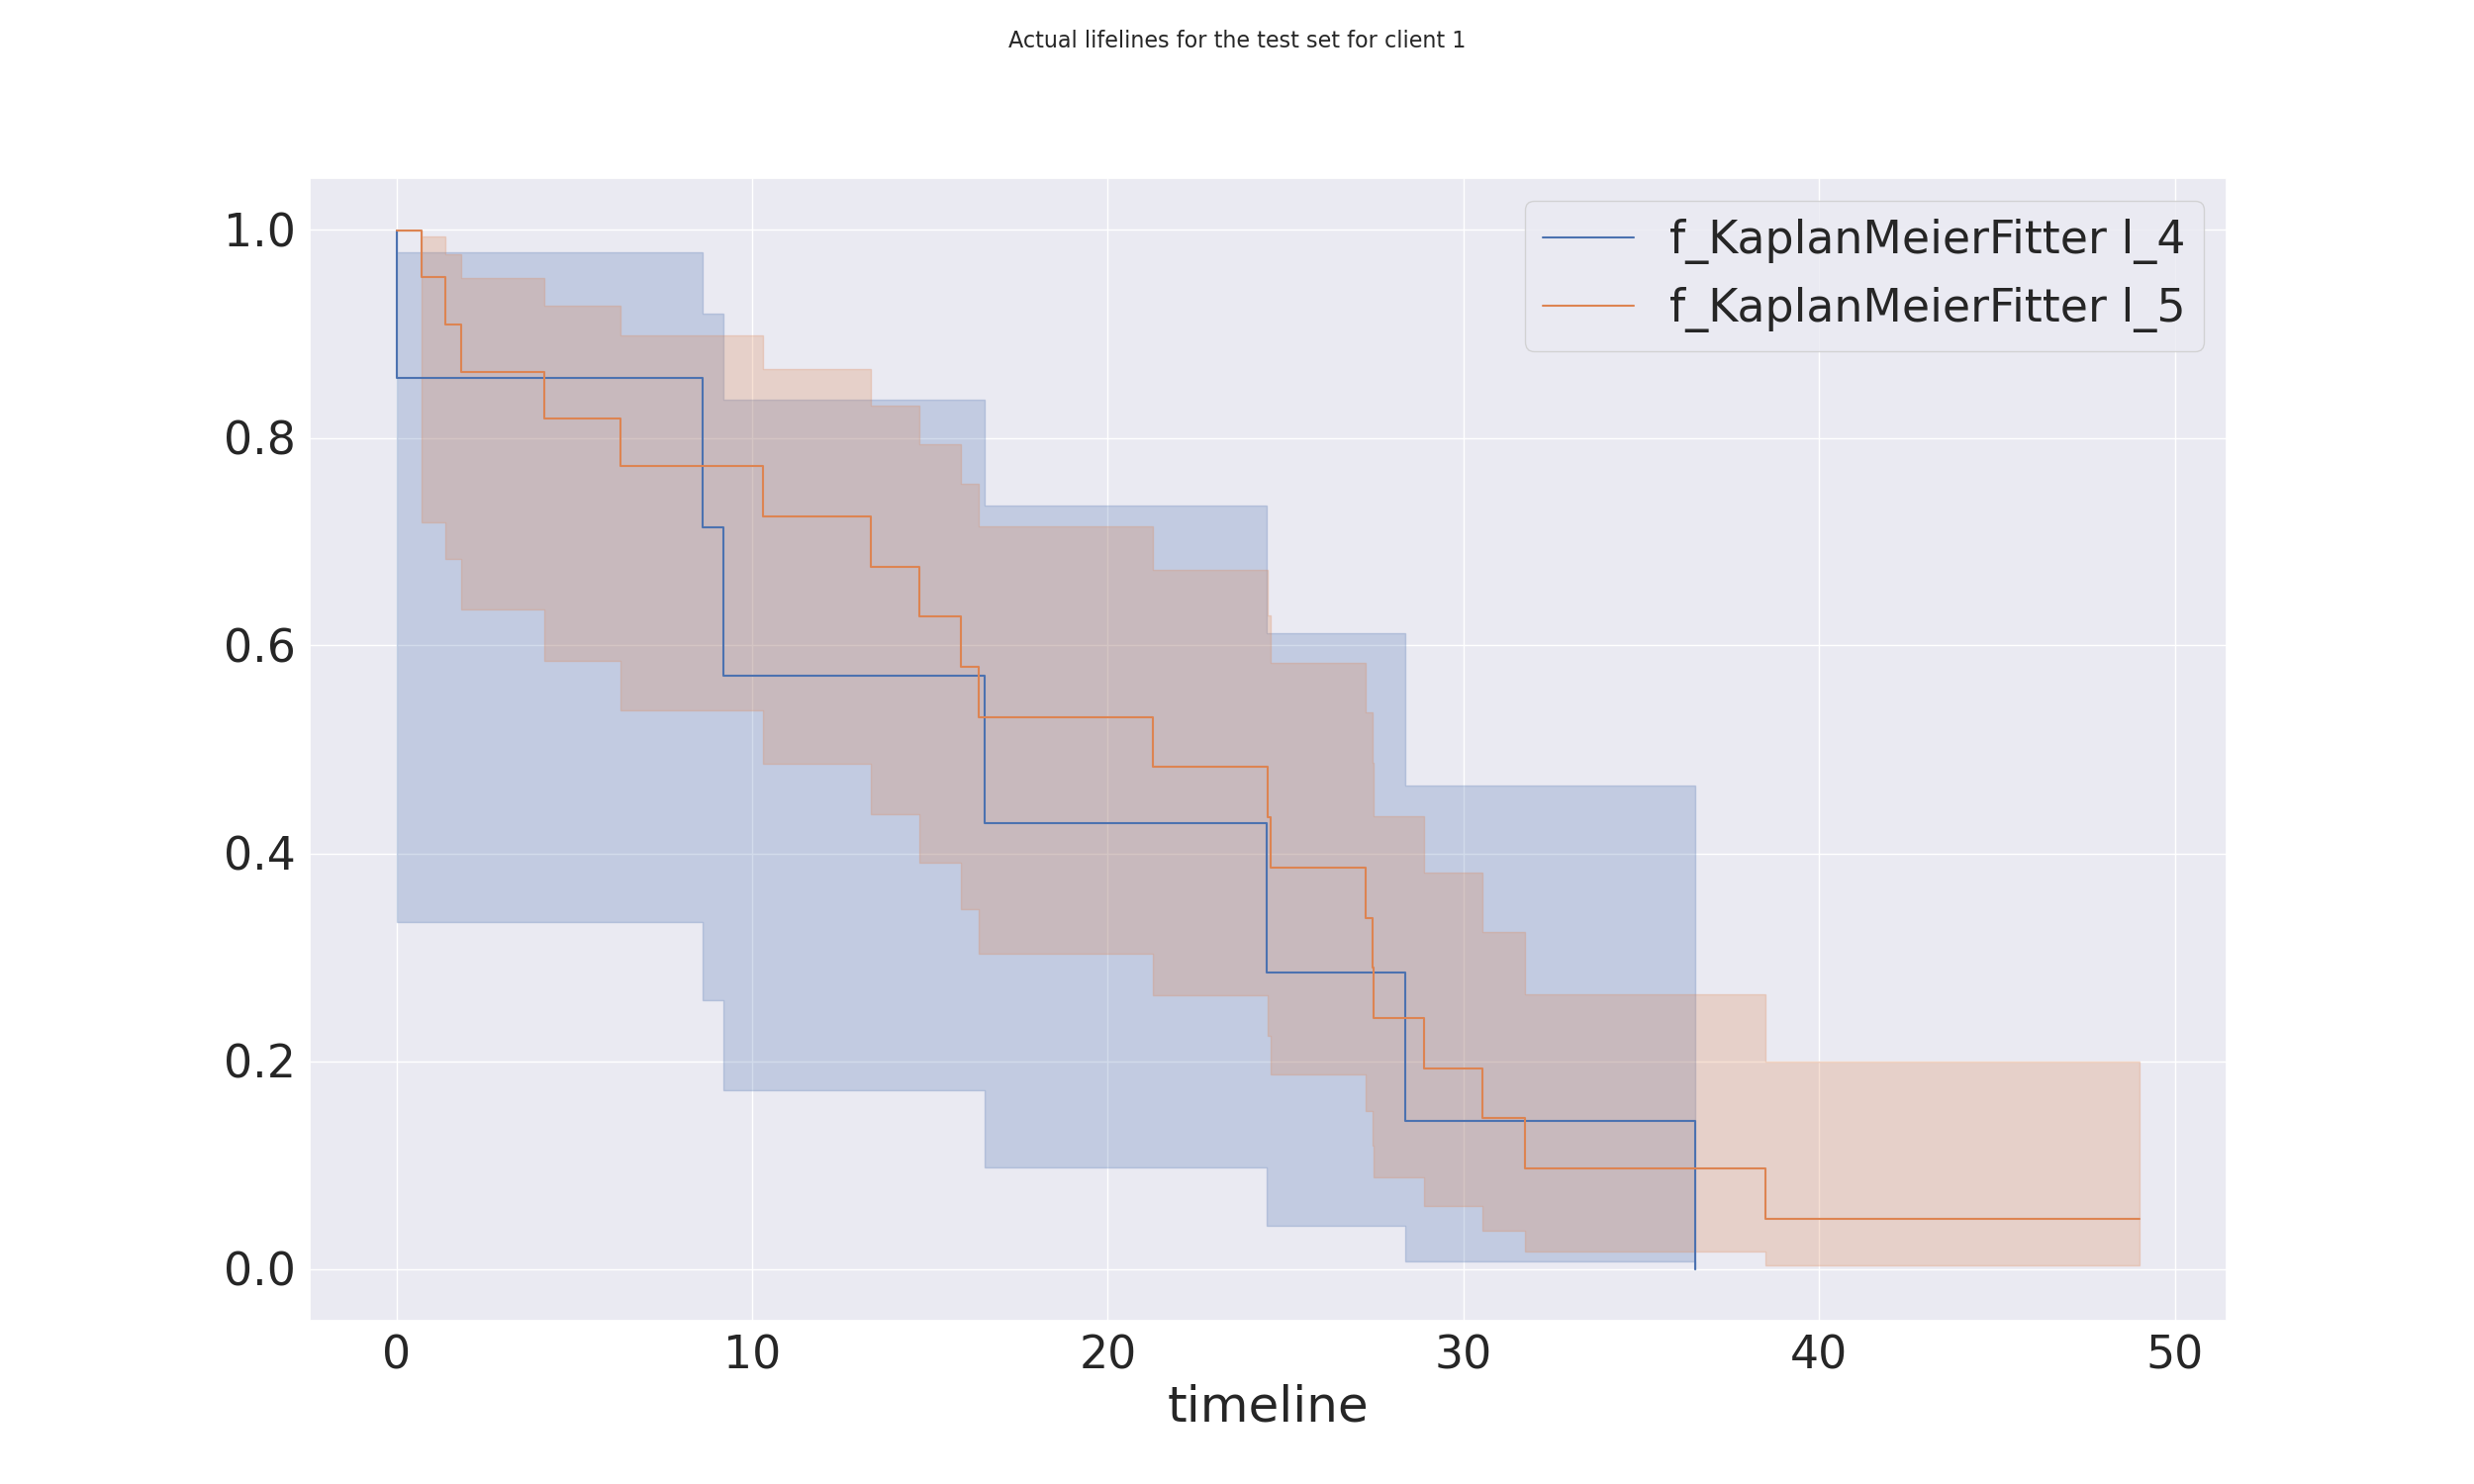 Actual lifelines for the test set for client 1
f_KaplanMeierFitter l_4
f_KaplanMeierFitter l_5
1.0
0.8
0.6
0.4
0.2
0.0
0 10 20 30 40 50
timeline